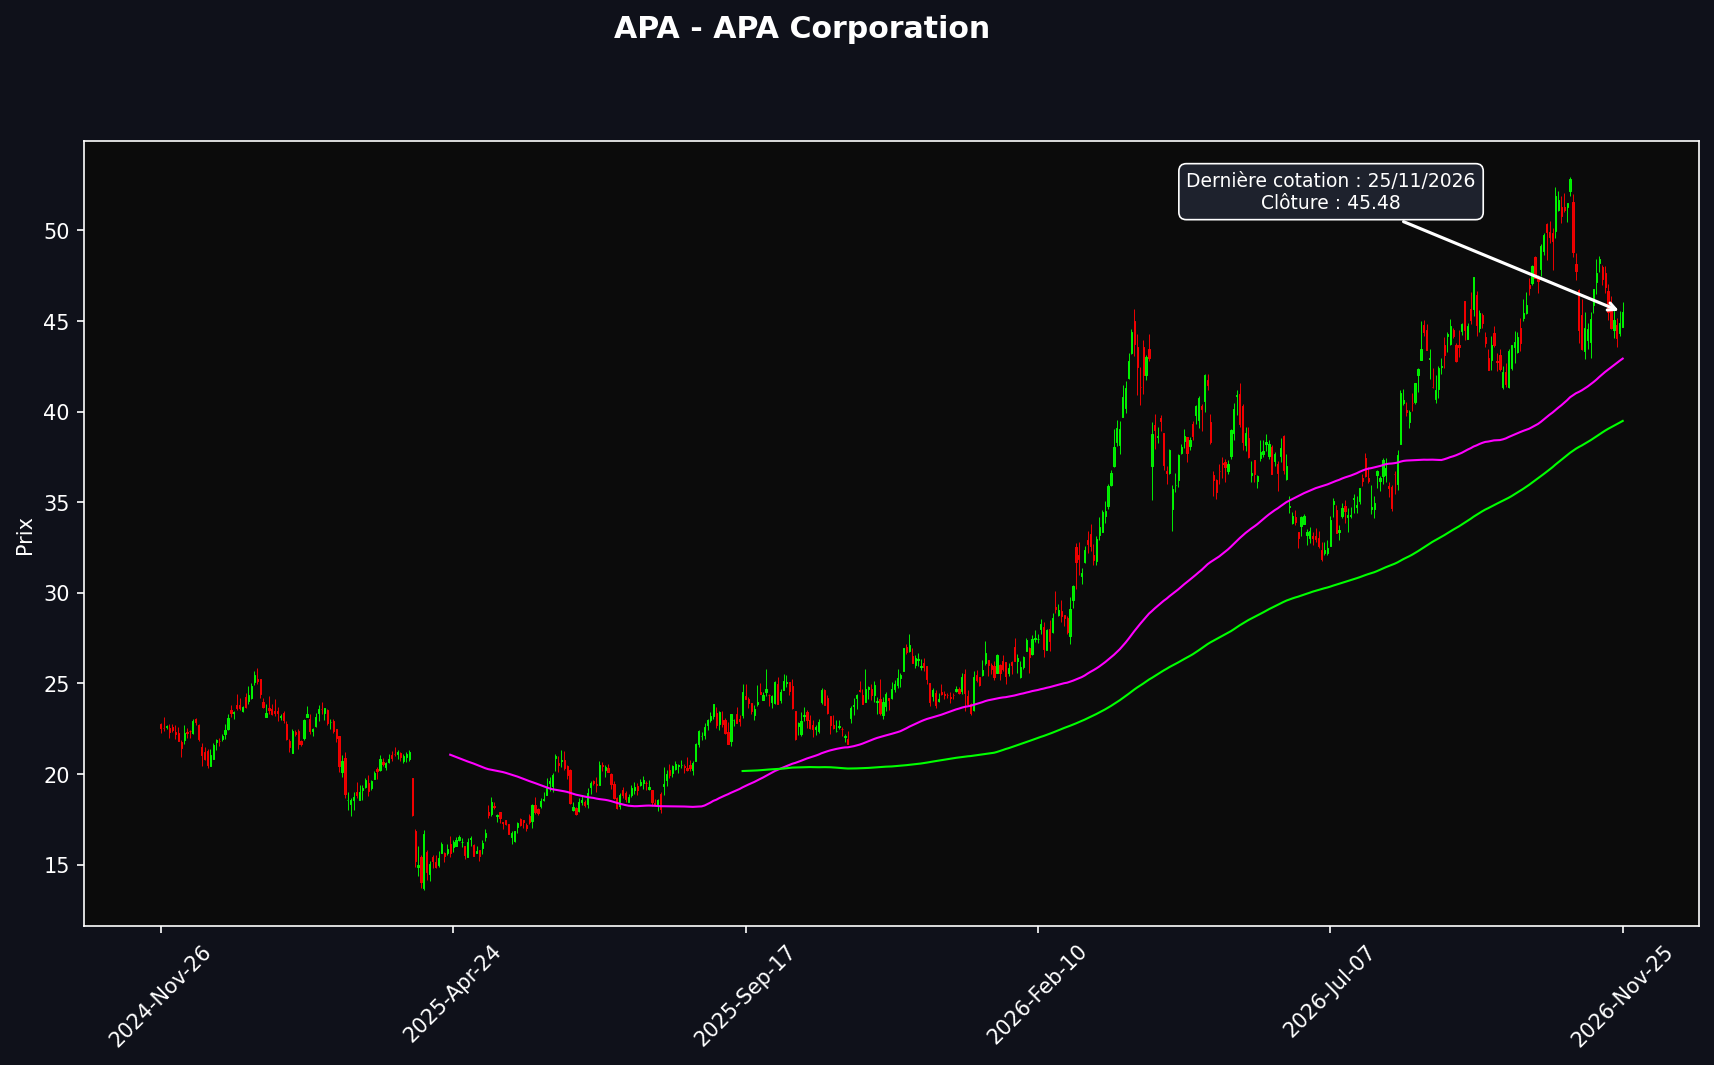 APA - APA Corporation
Dernière cotation : 25/11/2026
Clôture : 45.48
Prix
50
45
40
35
30
25
20
15
2024-Nov-26
2025-Apr-24
2025-Sep-17
2026-Feb-10
2026-Jul-07
2026-Nov-25